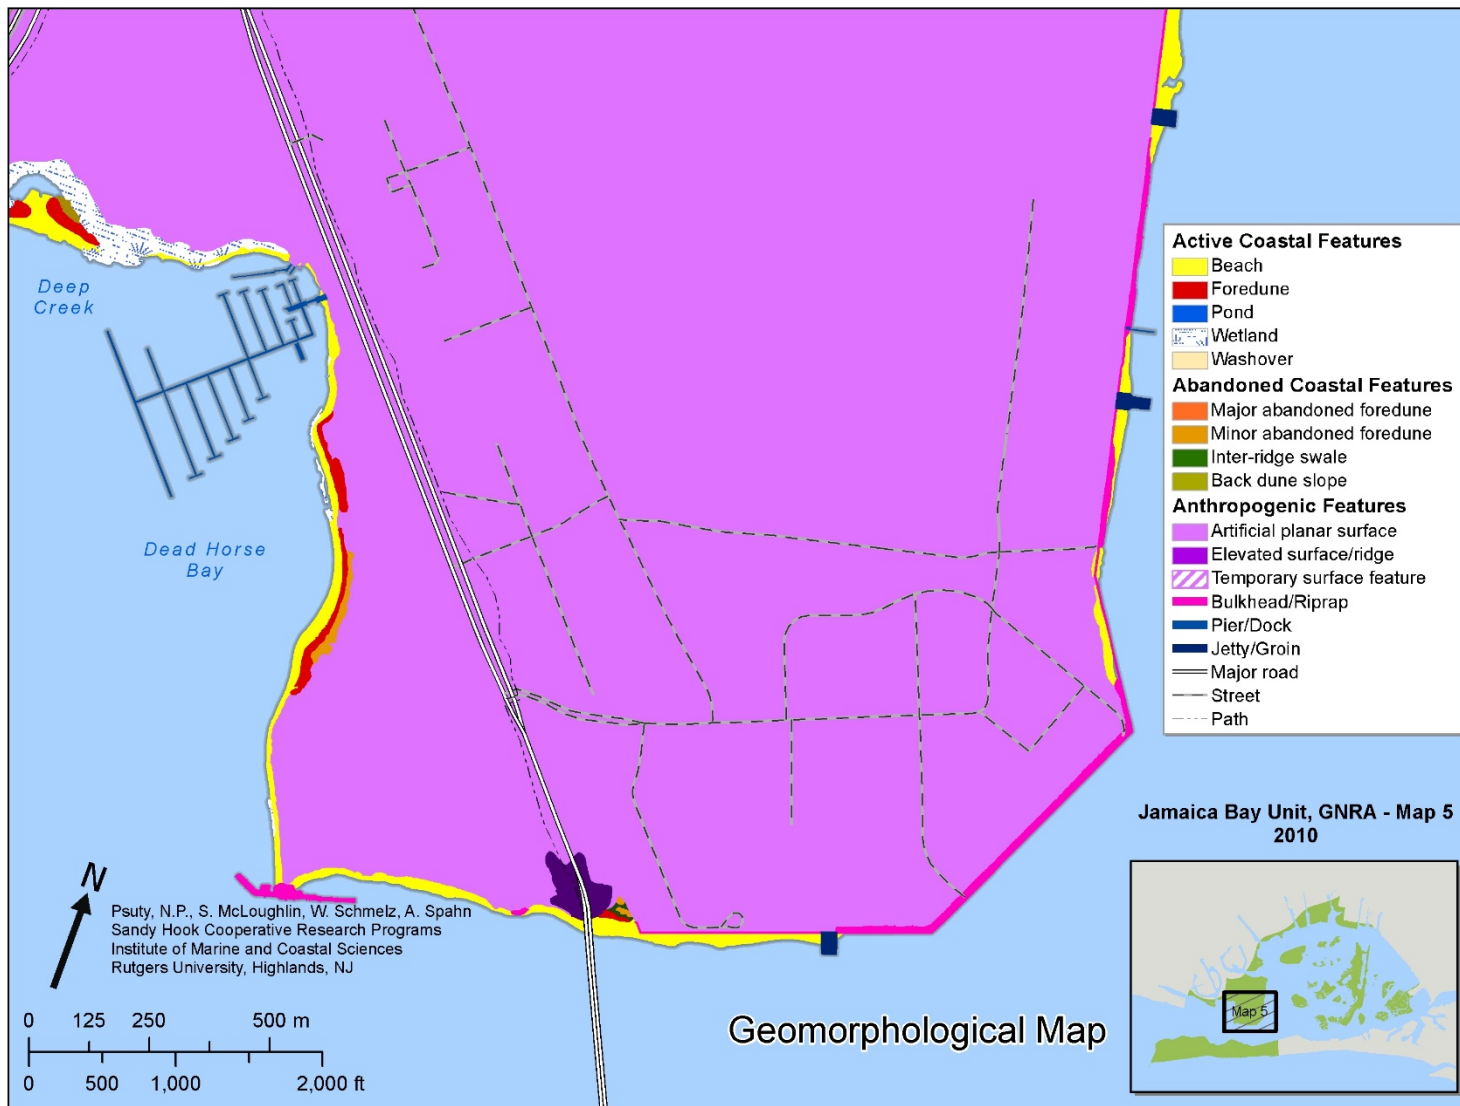 Deep
Creek
Dead Horse
Bay
Active Coastal Features
Beach
Foredune
Pond
Wetland
Washover
Abandoned Coastal Features
Major abandoned foredune
Minor abandoned foredune
Inter-ridge swale
Back dune slope
Anthropogenic Features
Artificial planar surface
Elevated surface/ridge
Temporary surface feature
Bulkhead/Riprap
Pier/Dock
Jetty/Groin
Major road
Street
Path
Jamaica Bay Unit, GNRA - Map 5
2010
Map 5
N
Psuty, N.P., S. McLoughlin, W. Schmelz, A. Spahn
Sandy Hook Cooperative Research Programs
Institute of Marine and Coastal Sciences
Rutgers University, Highlands, NJ
0 125 250 500 m
0 500 1,000 2,000 ft
Geomorphological Map